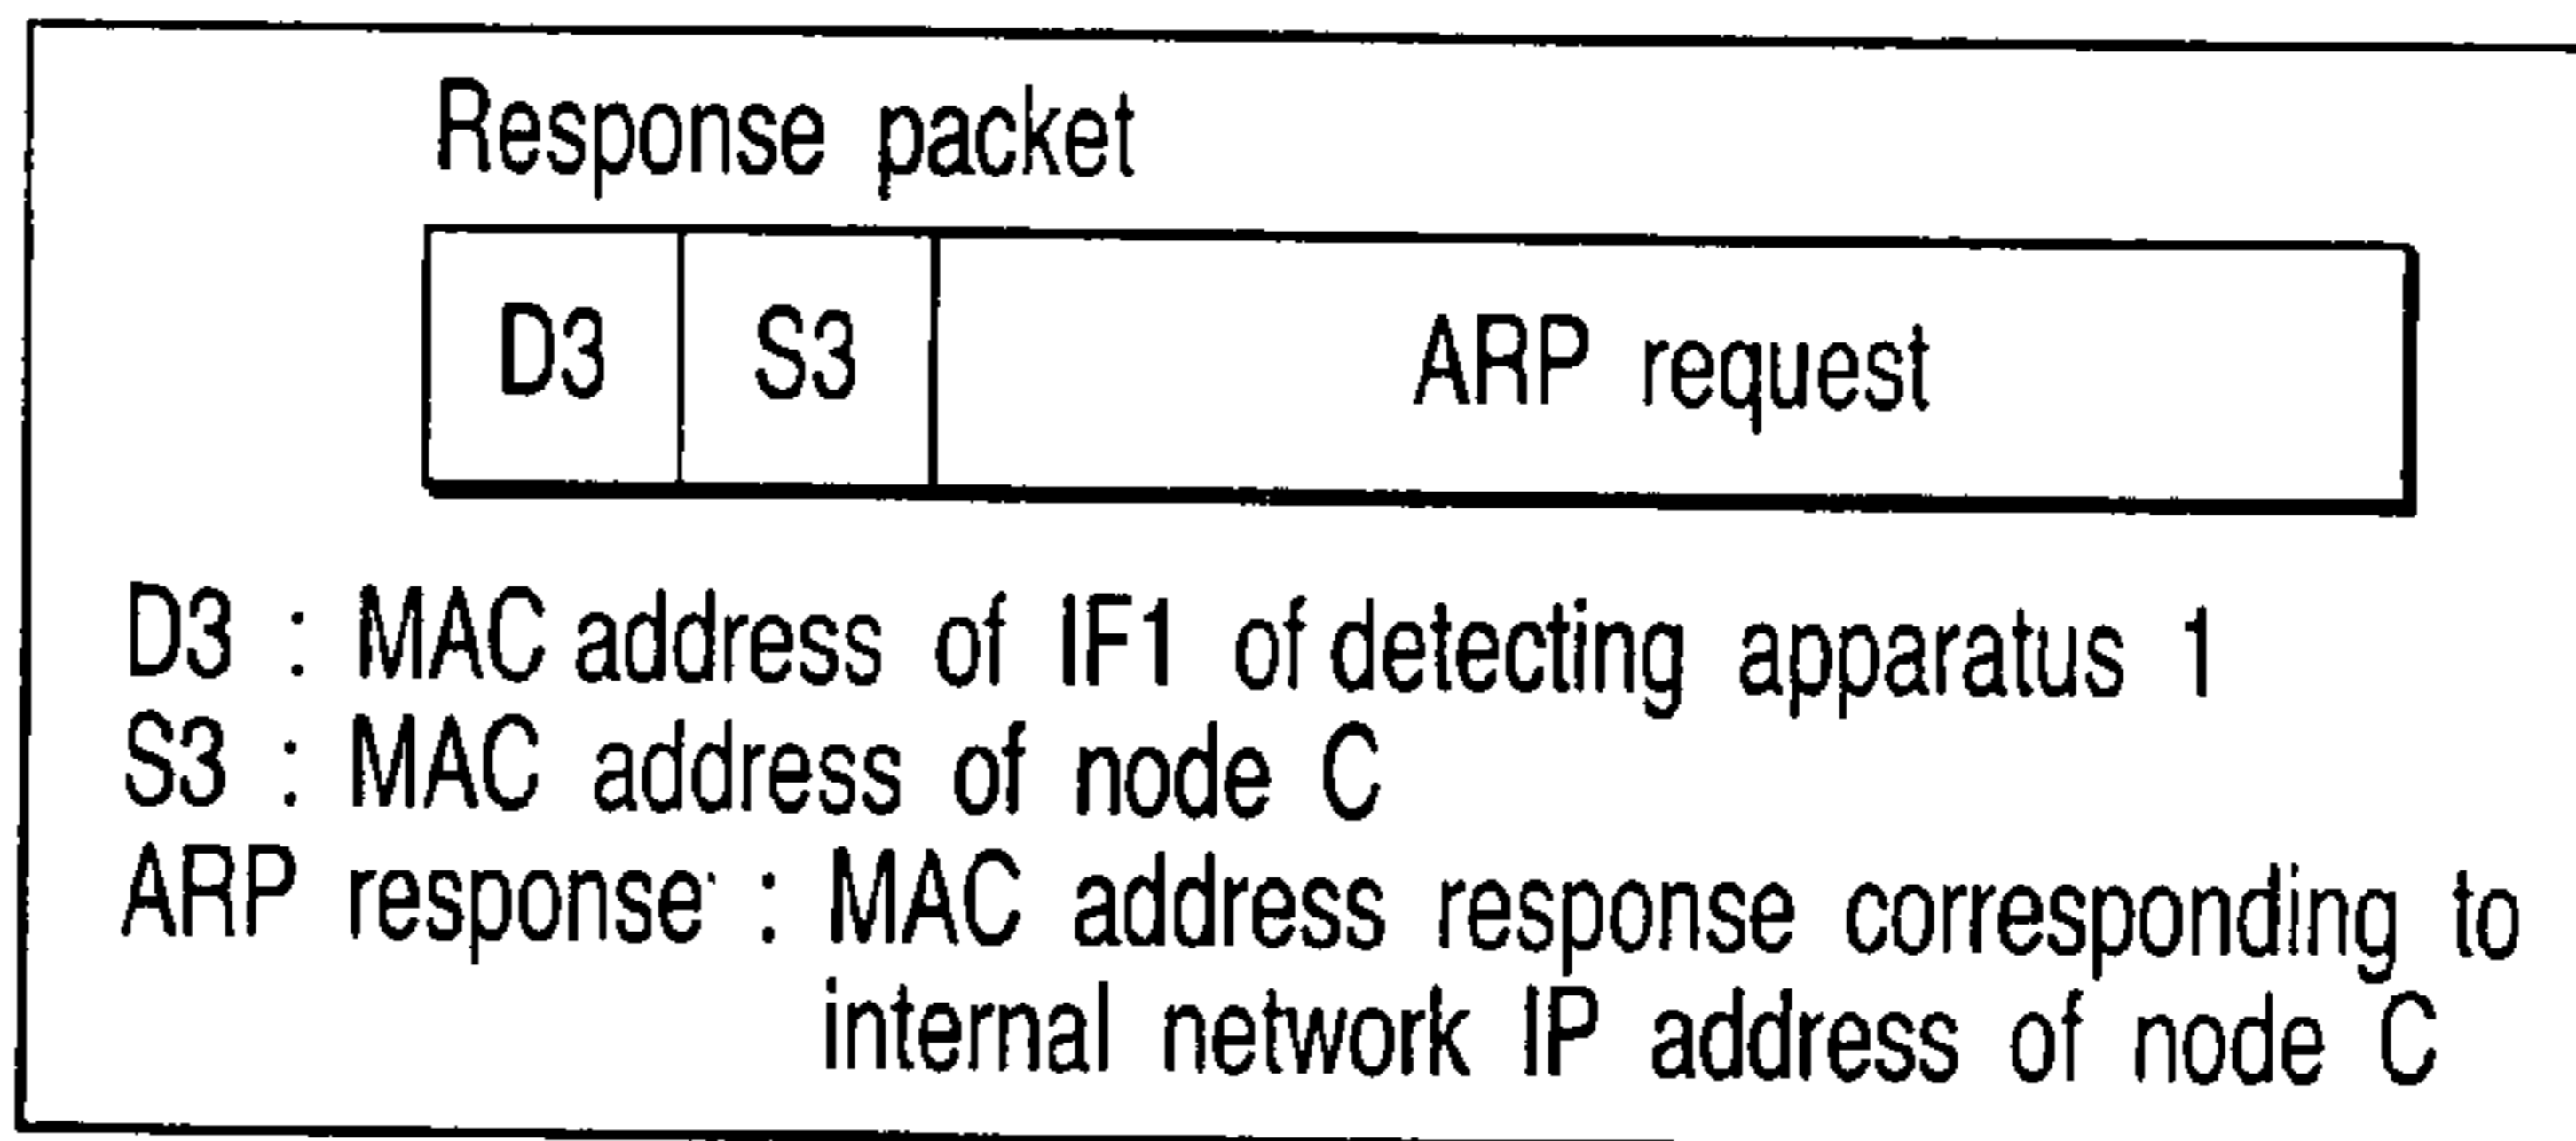 Response packet
D3 S3 ARP request
D3 : MAC address of IF1 of detecting apparatus 1
S3 : MAC address of node C
ARP response : MAC address response corresponding to
internal network IP address of node C